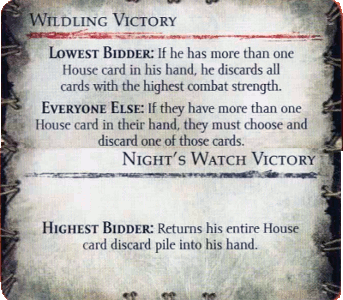 Wildling Victory
Lowest Bidder: If he has more than one
House card in his hand, he discards all
cards with the highest combat strength.
Everyone Else: If they have more than one
House card in their hand, they must choose and
discard one of those cards.
Night's Watch Victory
Highest Bidder: Returns his entire House
card discard pile into his hand.